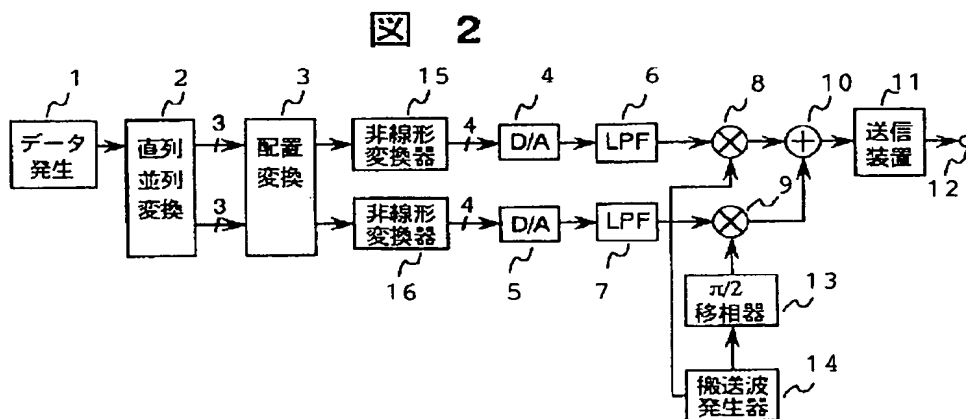 図 2
1
2
3
15
4
6
8
10
11
データ
発生
直列
並列
変換
3
3
配置
変換
非線形
変換器
4
D/A
LPF
送信
装置
12
非線形
変換器
4
D/A
LPF
9
16
5
7
π/2
移相器
13
搬送波
発生器
14